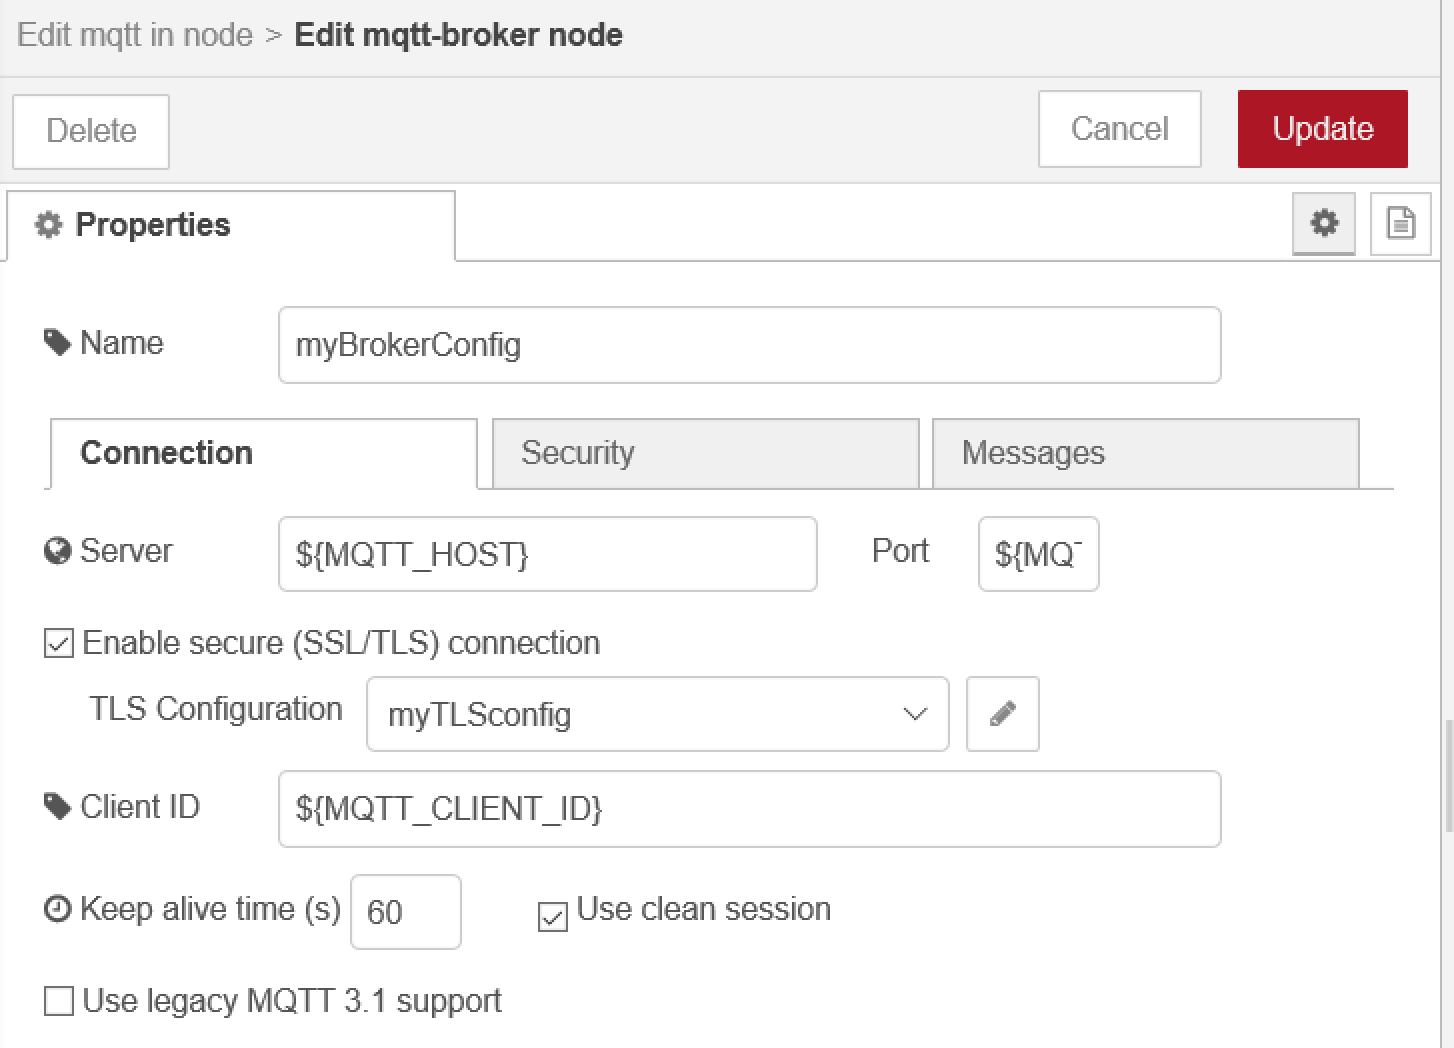 Edit mqtt in node > Edit mqtt-broker node
Delete Cancel Update
Properties
Name myBrokerConfig
Connection Security Messages
Server ${MQTT_HOST} Port ${MQ
Enable secure (SSL/TLS) connection
TLS Configuration myTLSconfig
Client ID ${MQTT_CLIENT_ID}
Keep alive time (s) 60 Use clean session
Use legacy MQTT 3.1 support